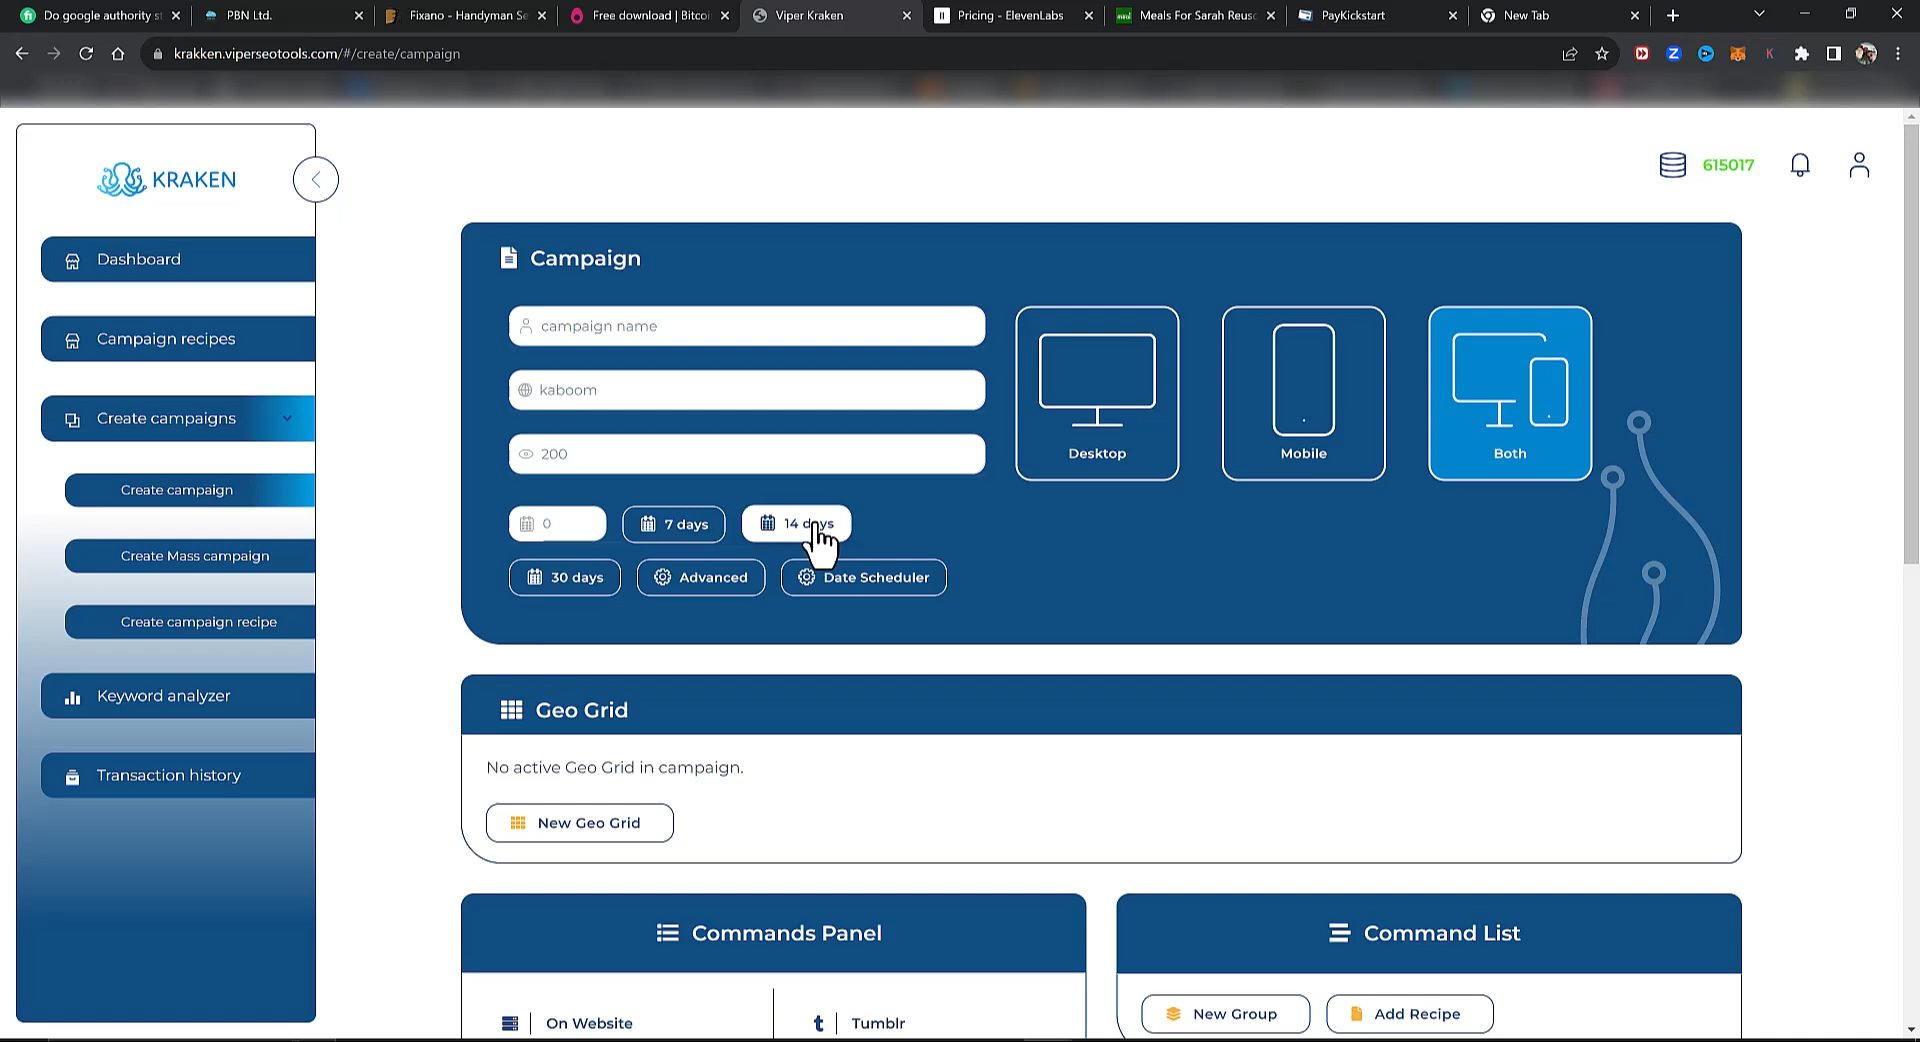 Do google authority st
PBN Ltd.
Fixano - Handyman Se
Free download | Bitcoi
Viper Kraken
Pricing - ElevenLabs
Meals For Sarah Reusc
PayKickstart
New Tab
krakken.viperseotools.com/#/create/campaign
KRAKEN
615017
Dashboard
Campaign recipes
Create campaigns
Create campaign
Create Mass campaign
Create campaign recipe
Keyword analyzer
Transaction history
Campaign
campaign name
kaboom
200
0
7 days
14 days
30 days
Advanced
Date Scheduler
Desktop
Mobile
Both
Geo Grid
No active Geo Grid in campaign.
New Geo Grid
Commands Panel
On Website
Tumblr
Command List
New Group
Add Recipe